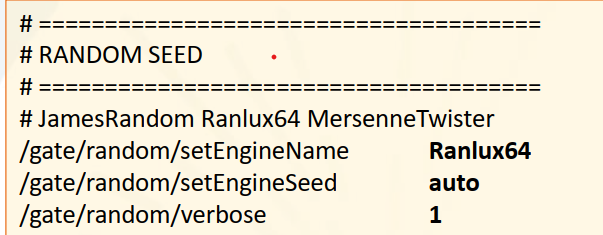 # =====================================
# RANDOM SEED
# =====================================
# JamesRandom Ranlux64 MersenneTwister
/gate/random/setEngineName Ranlux64
/gate/random/setEngineSeed auto
/gate/random/verbose 1